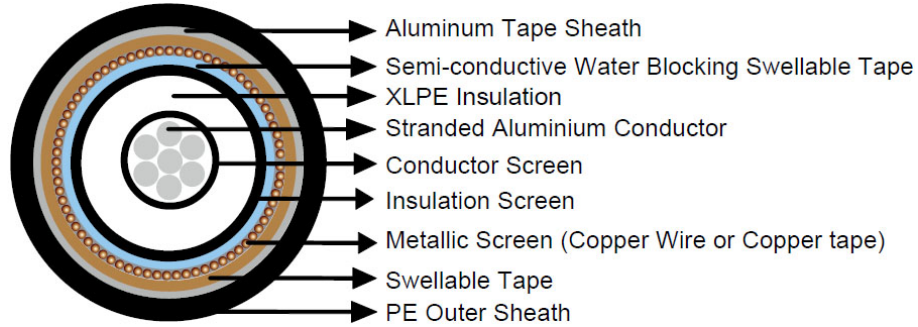 Aluminum Tape Sheath
Semi-conductive Water Blocking Swellable Tape
XLPE Insulation
Stranded Aluminium Conductor
Conductor Screen
Insulation Screen
Metallic Screen (Copper Wire or Copper tape)
Swellable Tape
PE Outer Sheath